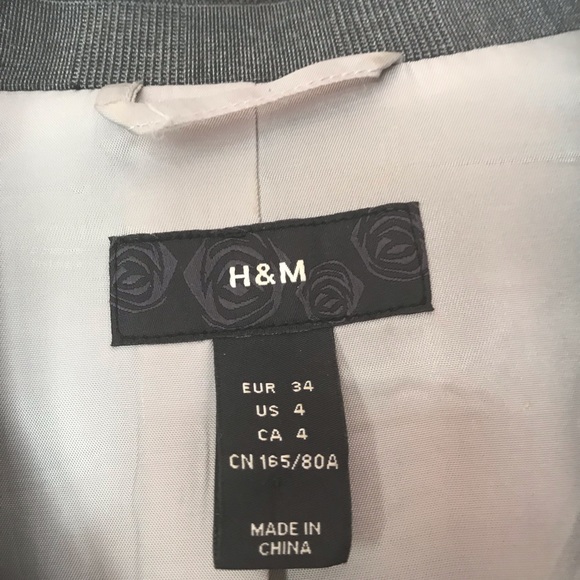 H&M
EUR 34
US 4
CA 4
CN 165/80A
MADE IN
CHINA